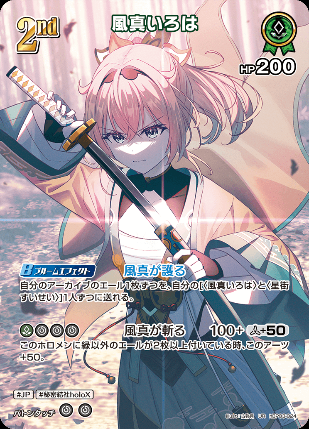 2nd
風真いろは
HP200
Bブルームエフェクト 風真が護る
自分のアーカイブのエール1枚ずつを、自分の[〈風真いろは〉と〈星街
すいせい〉]1人ずつに送れる。
風真が斬る 100+ +50
このホロメンに緑以外のエールが2枚以上付いている時、このアーツ
+50。
#JP #秘密結社holoX
バトンタッチ